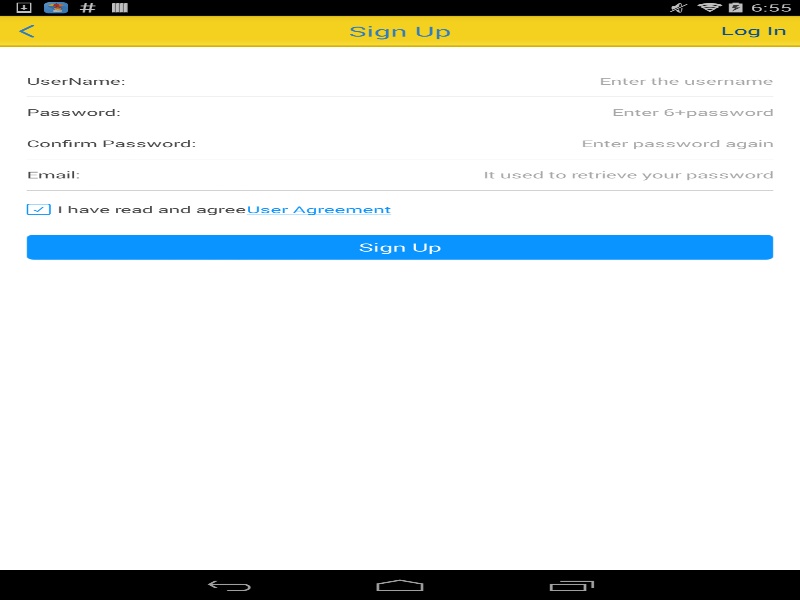 6:55
Sign Up
Log In
UserName:
Enter the username
Password:
Enter 6+password
Confirm Password:
Enter password again
Email:
It used to retrieve your password
I have read and agreeUser Agreement
Sign Up